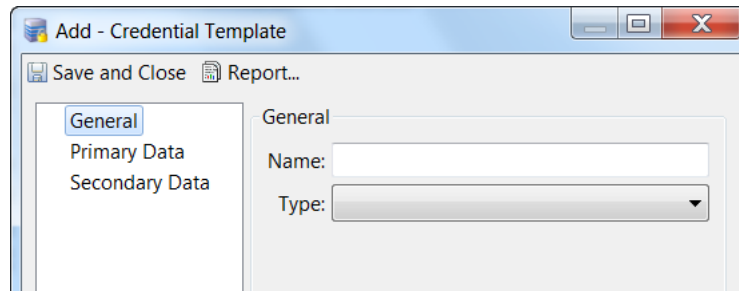 Add - Credential Template
Save and Close Report...
General
Primary Data
Secondary Data
General
Name:
Type: